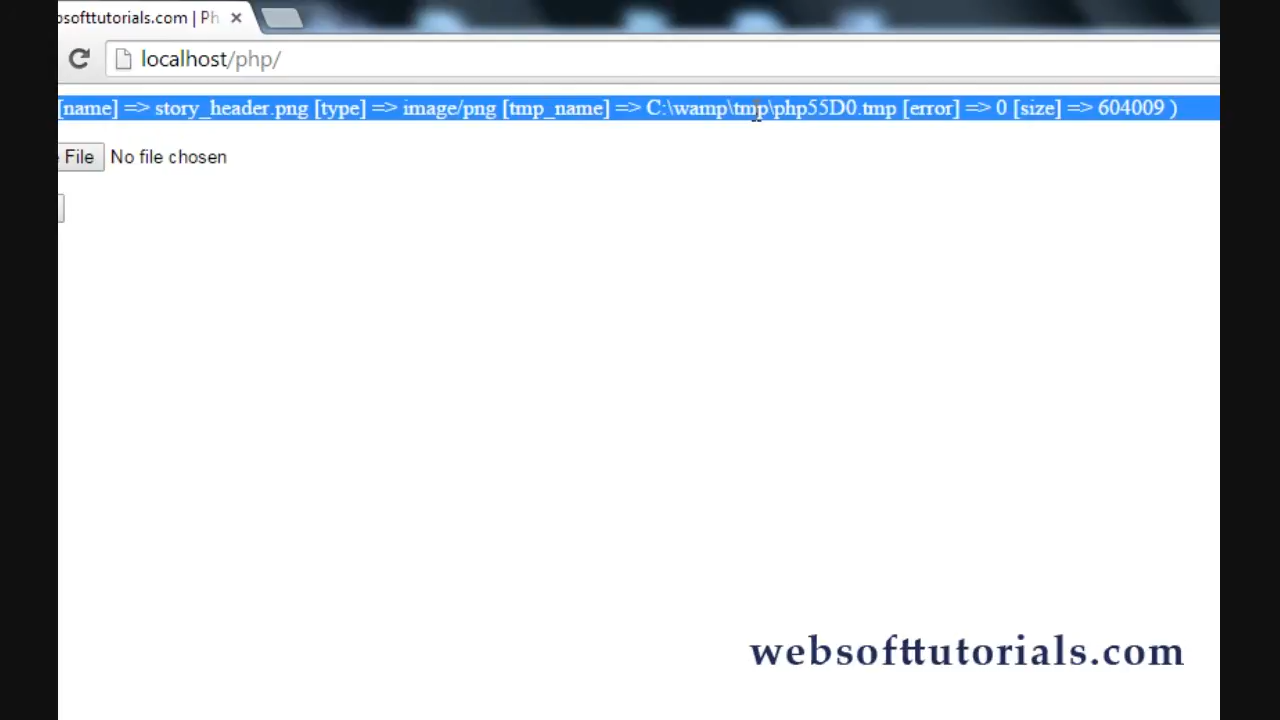 osofttutorials.com | Ph
localhost/php/
[name] => story_header.png [type] => image/png [tmp_name] => C:\wamp\tmp\php55D0.tmp [error] => 0 [size] => 604009 )
File No file chosen
websofttutorials.com